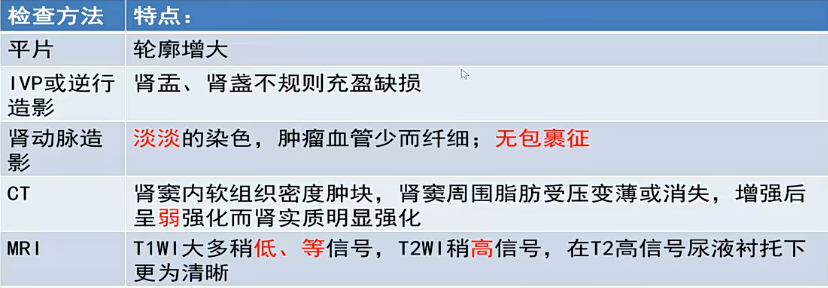 检查方法 特点：
平片 轮廓增大
IVP或逆行造影 肾盂、肾盏不规则充盈缺损
肾动脉造影 淡淡的染色，肿瘤血管少而纤细；无包裹征
CT 肾窦内软组织密度肿块，肾窦周围脂肪受压变薄或消失，增强后
呈弱强化而肾实质明显强化
MRI T1WI大多稍低、等信号，T2WI稍高信号，在T2高信号尿液衬托下
更为清晰